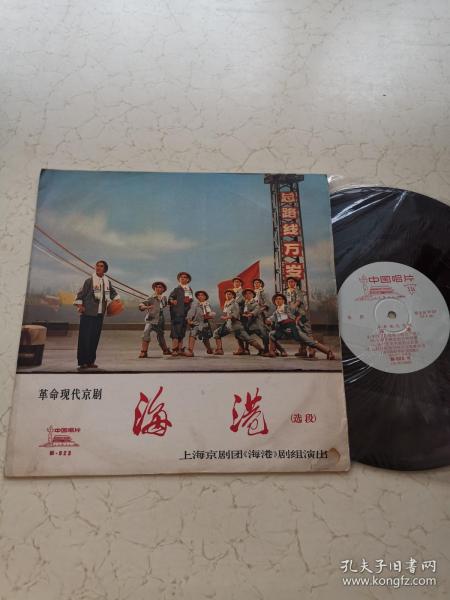 总路线万岁
革命现代京剧
海港
(选段)
中国唱片
M-922
上海京剧团《海港》剧组演出
中国唱片
孔夫子旧书网
www.kongfz.com